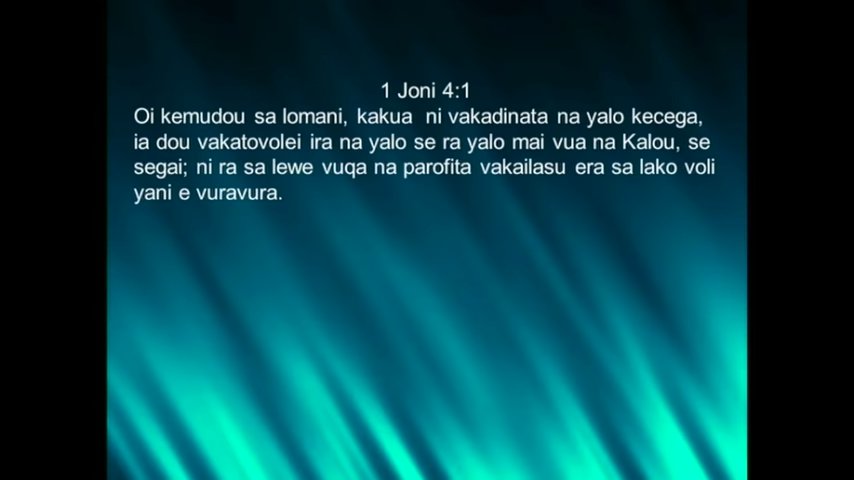 1 Joni 4:1
Oi kemudou sa lomani, kakua  ni vakadinata na yalo kecega,
ia dou vakatovolei ira na yalo se ra yalo mai vua na Kalou, se
segai; ni ra sa lewe vuqa na parofita vakailasu era sa lako voli
yani e vuravura.